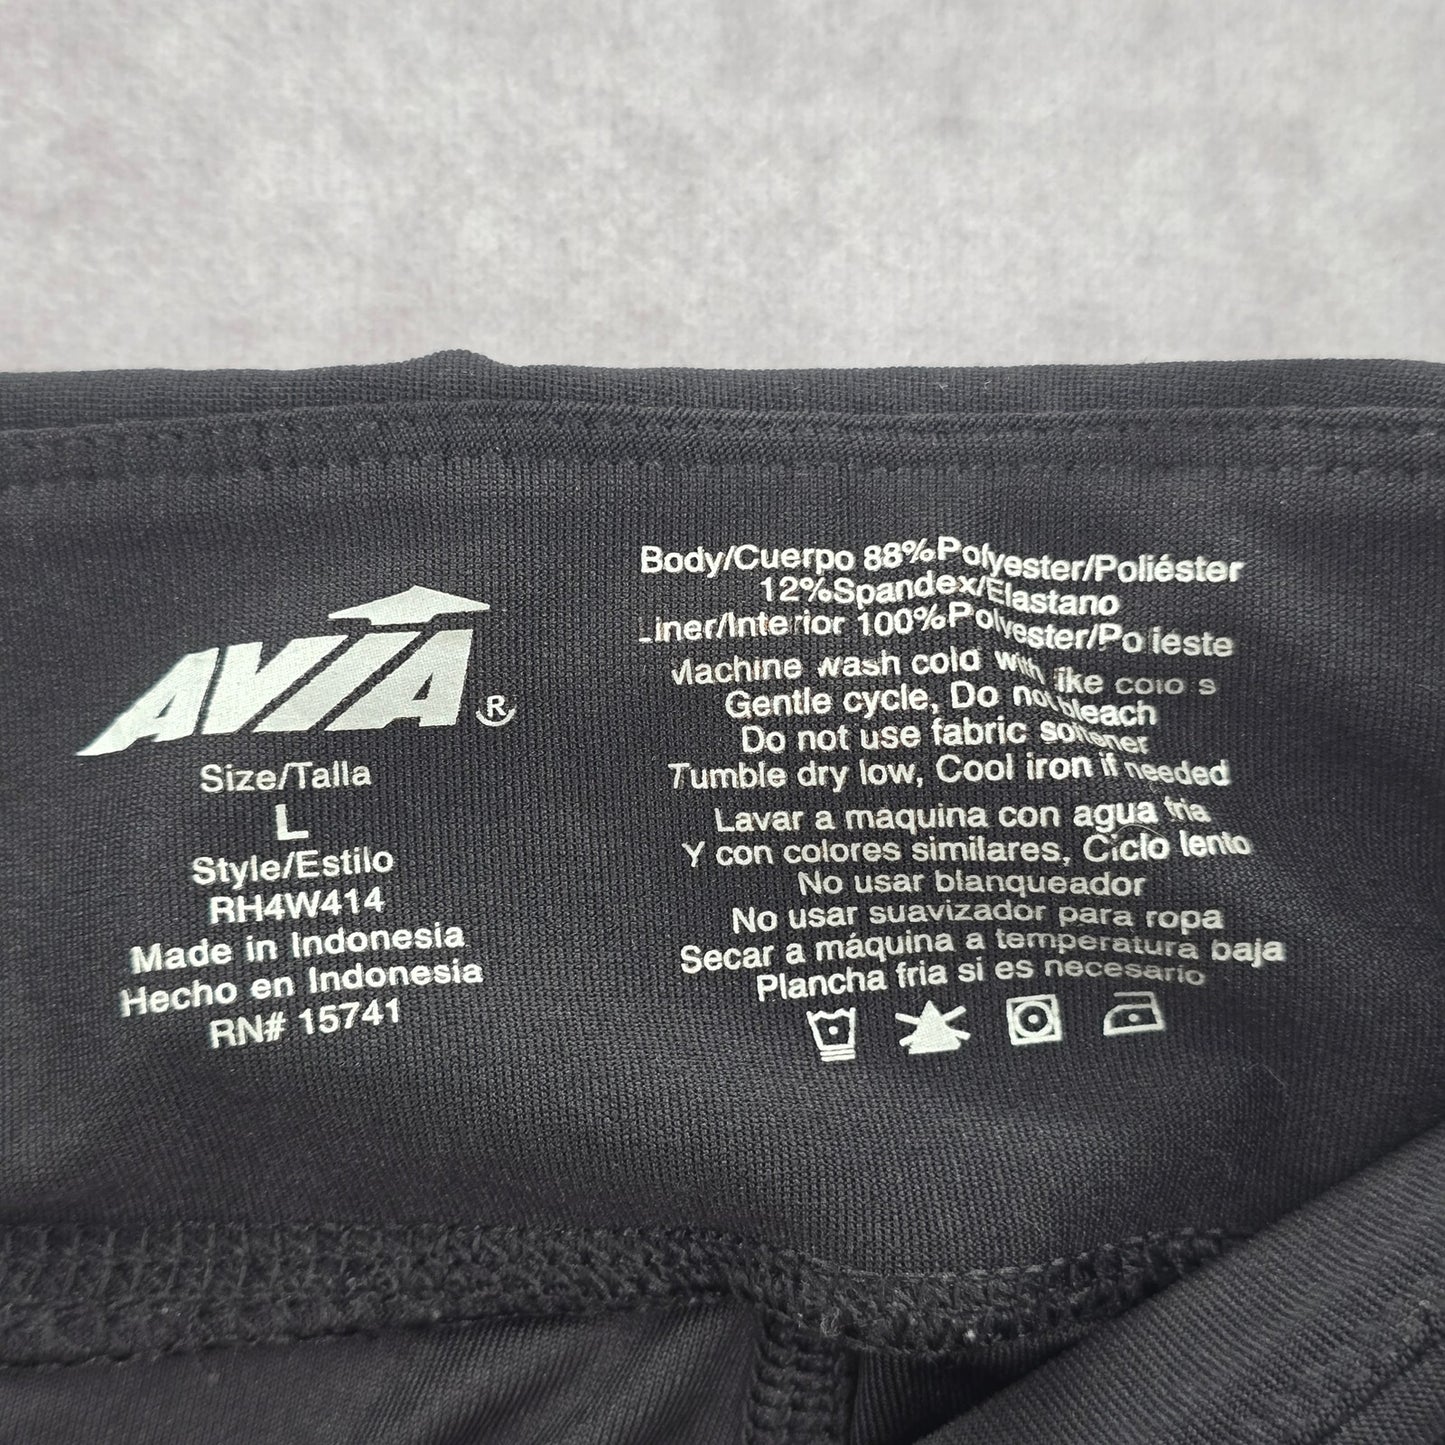 AVIA
®
Size/Talla
L
Style/Estilo
RH4W414
Made in Indonesia
Hecho en Indonesia
RN# 15741
Body/Cuerpo 88%Polyester/Poliéster
12%Spandex/Elastano
Liner/Interior 100%Polyester/Poliéste
Machine wash cold with like colors
Gentle cycle, Do not bleach
Do not use fabric softener
Tumble dry low, Cool iron if needed
Lavar a máquina con agua fria
Y con colores similares, Ciclo lento
No usar blanqueador
No usar suavizador para ropa
Secar a máquina a temperatura baja
Plancha fria si es necesario